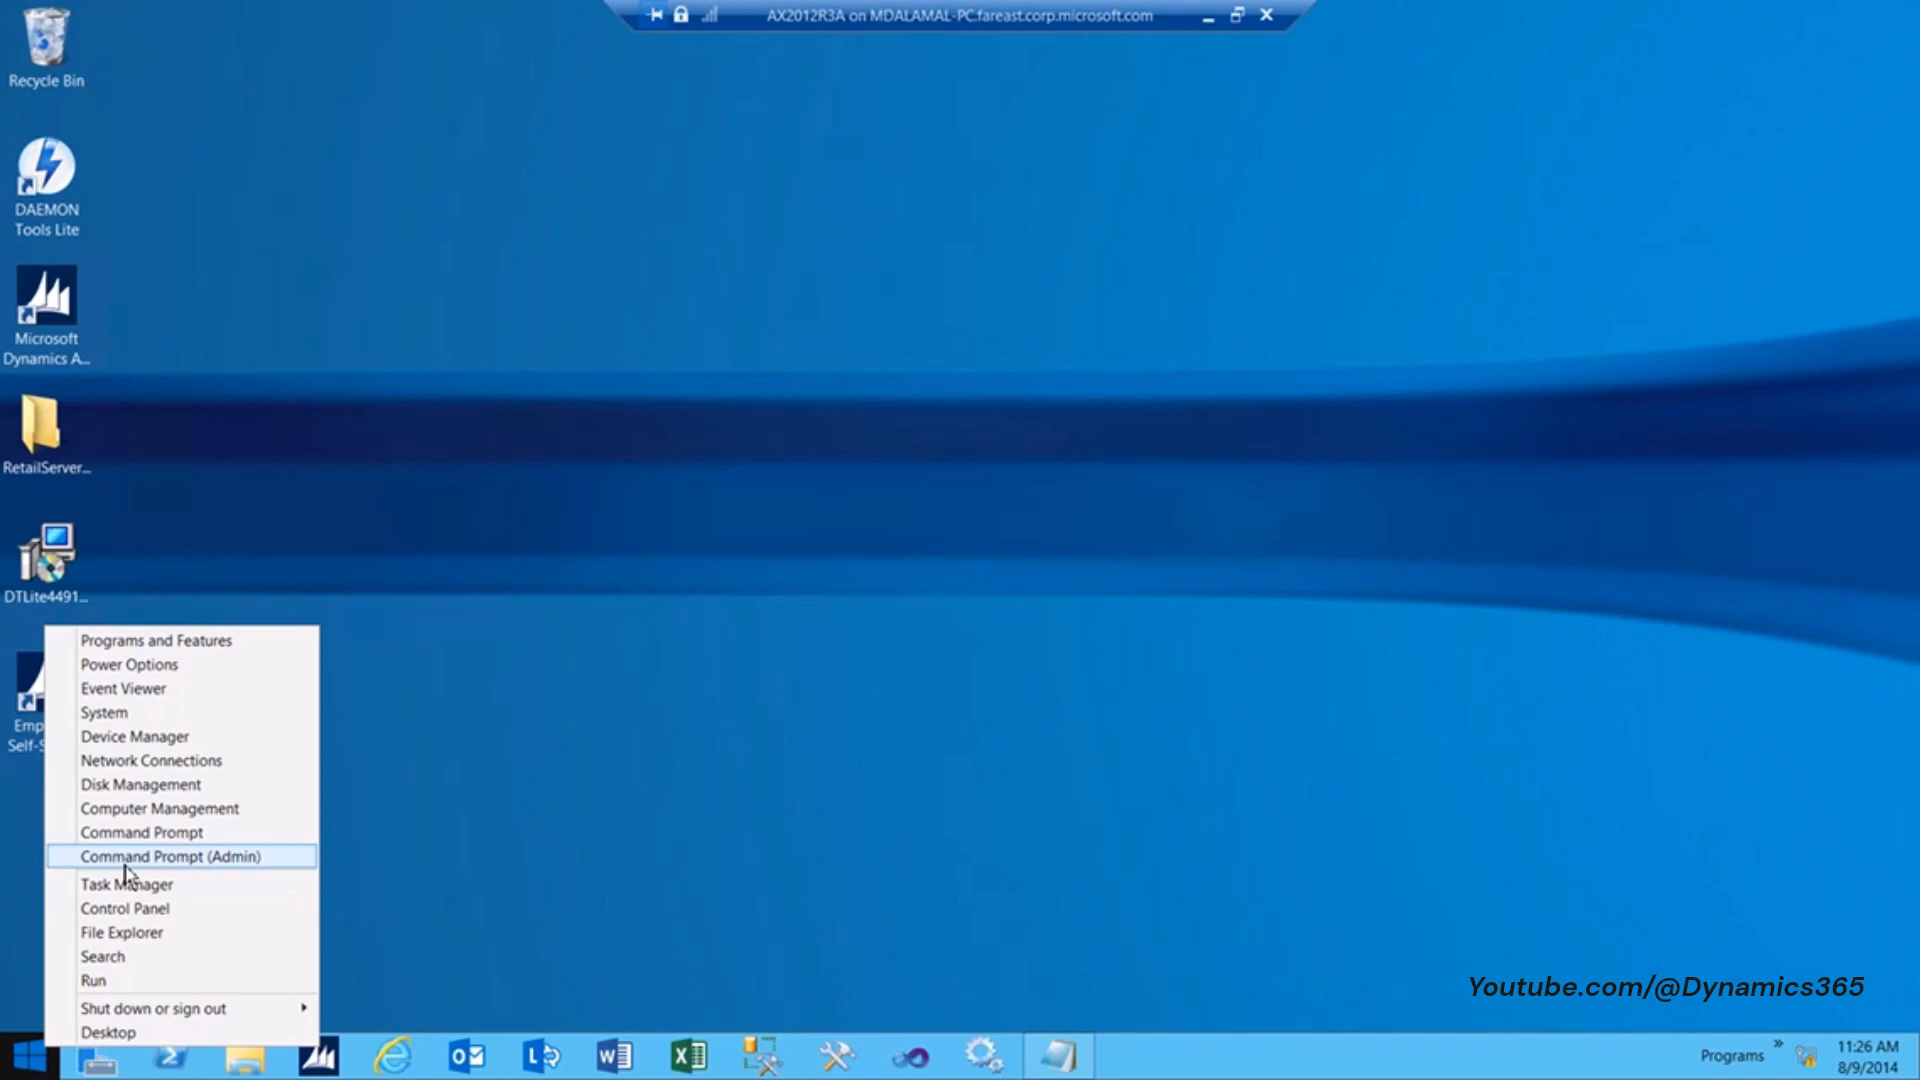 AX2012R3A on MDALAMAL-PC.fareast.corp.microsoft.com
Recycle Bin
DAEMON
Tools Lite
Microsoft
Dynamics A...
RetailServer...
DTLite4491...
Emp
Self-S
Programs and Features
Power Options
Event Viewer
System
Device Manager
Network Connections
Disk Management
Computer Management
Command Prompt
Command Prompt (Admin)
Task Manager
Control Panel
File Explorer
Search
Run
Shut down or sign out
Desktop
Youtube.com/@Dynamics365
Programs
11:26 AM
8/9/2014